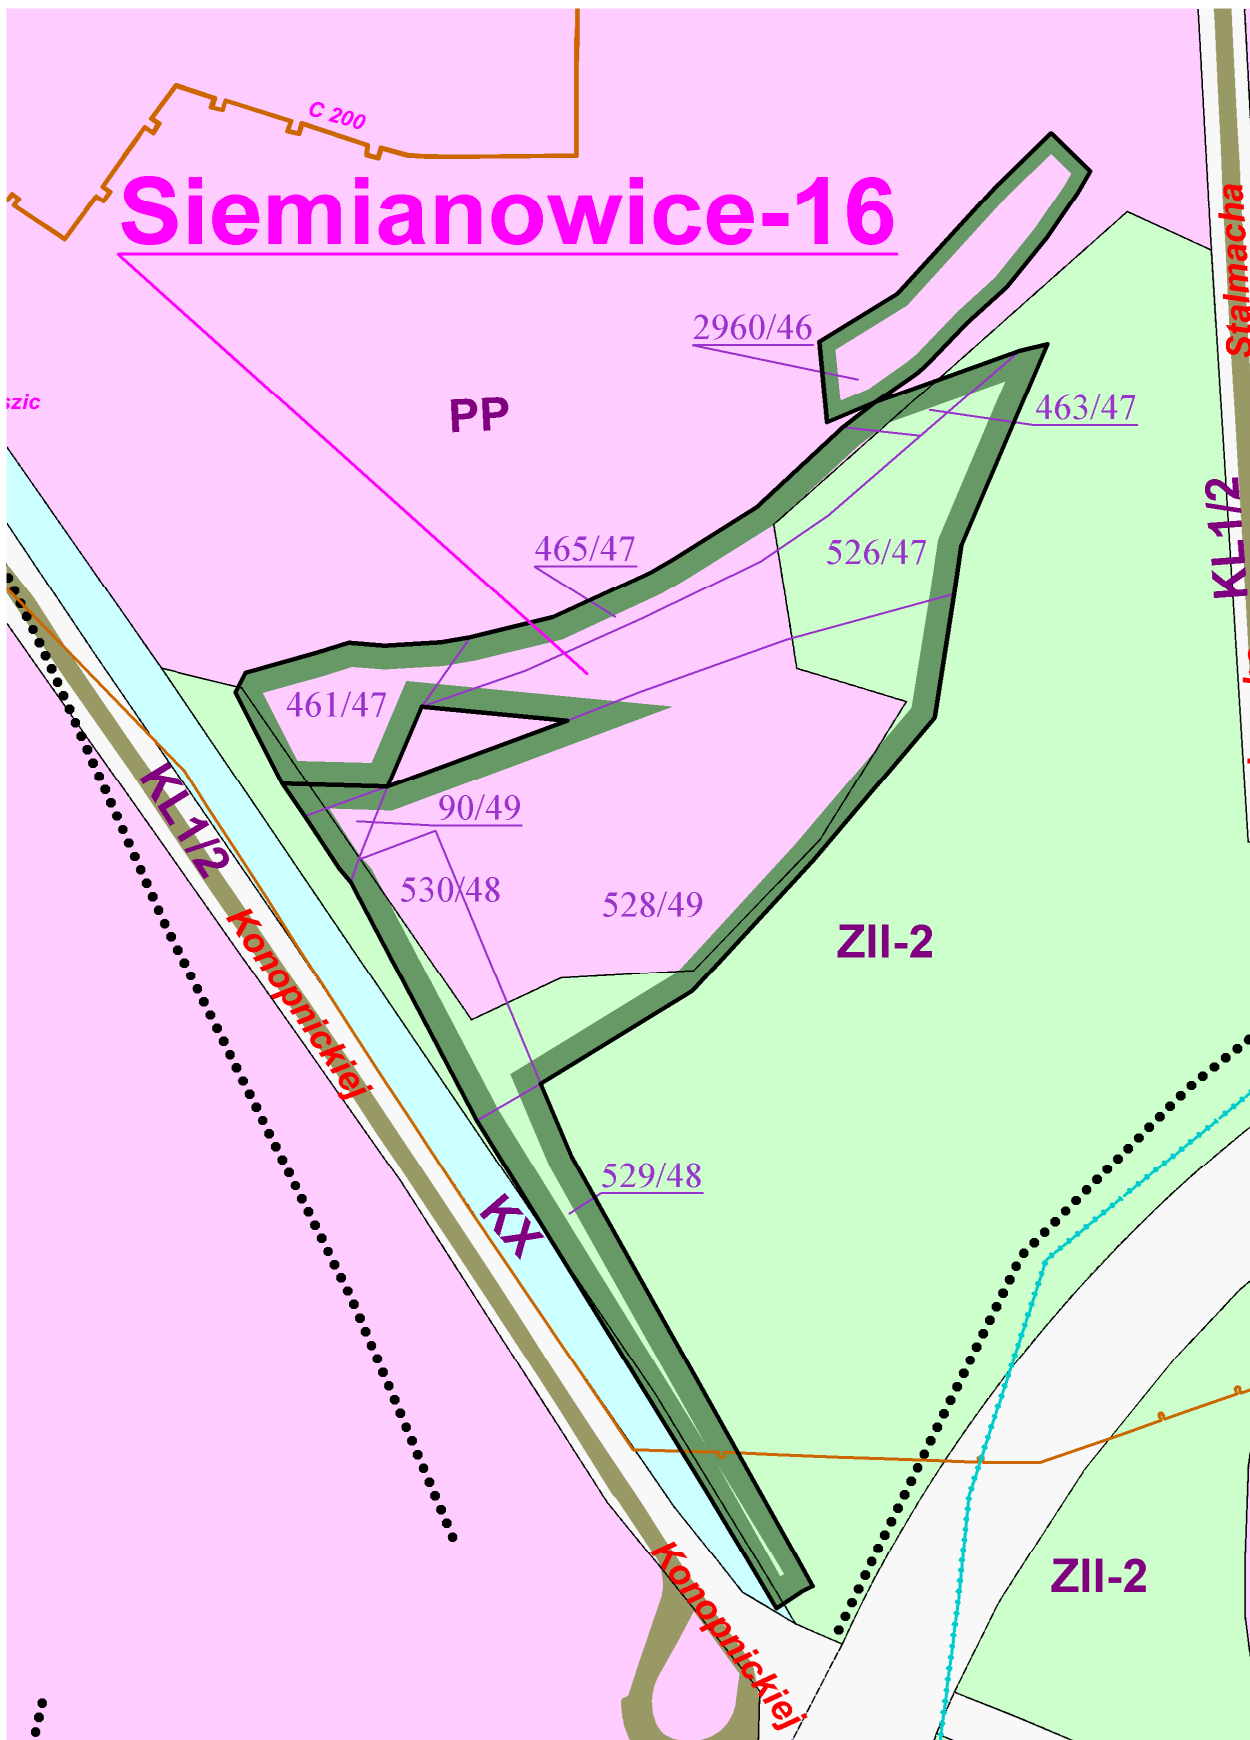 C 200
Siemianowice-16
Stalmacha
2960/46
szic
PP
463/47
KL1/2
465/47
526/47
461/47
KL1/2
90/49
530/48
528/49
Konopnickiej
ZII-2
529/48
KX
Konopnickiej
ZII-2